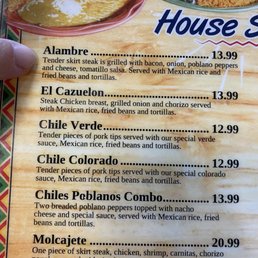 House S
Alambre 13.99
Tender skirt steak is grilled with bacon, onion, poblano peppers
and cheese, tomatillo salsa. Served with Mexican rice and
fried beans and tortillas.
El Cazuelon 13.99
Steak Chicken breast, grilled onion and chorizo served
with Mexican rice, fried beans and tortillas.
Chile Verde 12.99
Tender pieces of pork tips served with our special verde
sauce, Mexican rice, fried beans and tortillas.
Chile Colorado 12.99
Tender pieces of pork tips served with our special colorado
sauce, Mexican rice, fried beans and tortillas.
Chiles Poblanos Combo 13.99
Two breaded poblano peppers topped with nacho
cheese and special sauce, served with Mexican rice, fried
beans and tortillas.
Molcajete 20.99
One piece of skirt steak, chicken, shrimp, carnitas, chorizo